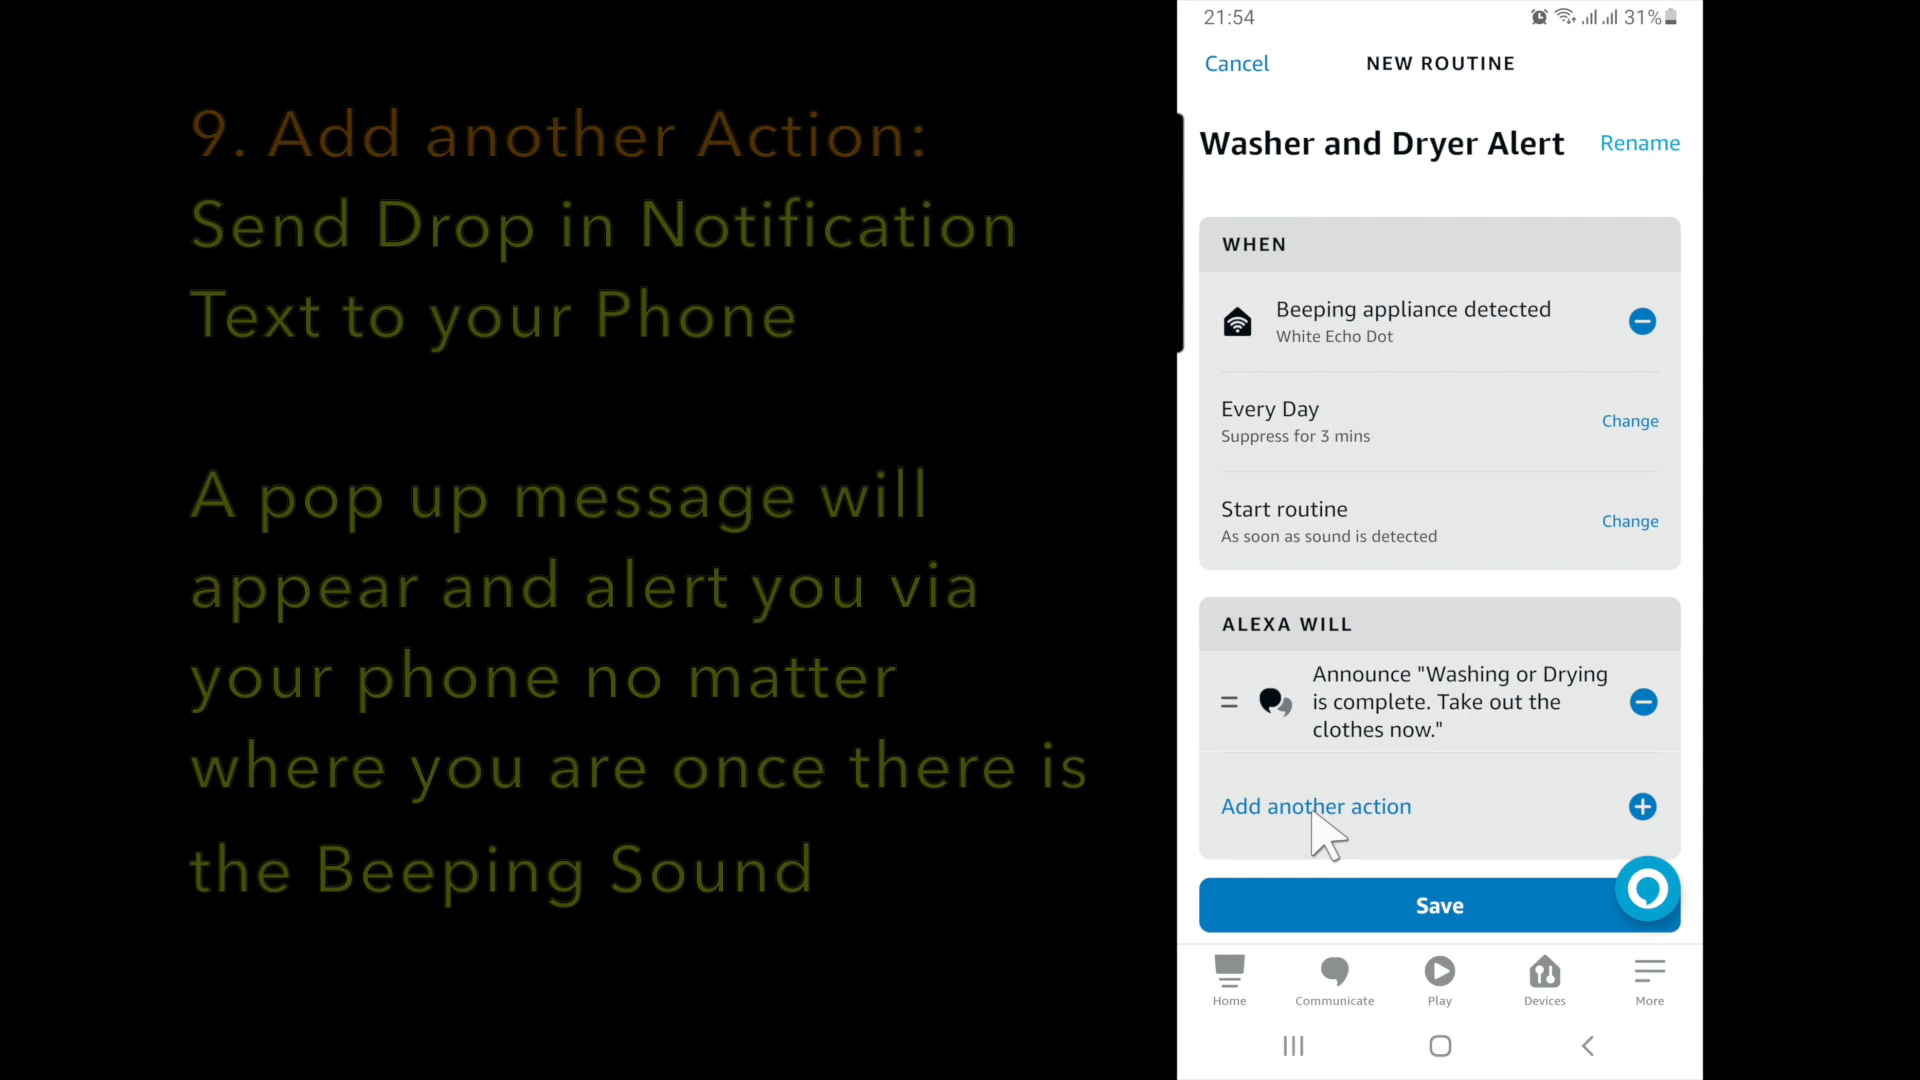 9. Add another Action:
Send Drop in Notification
Text to your Phone
A pop up message will
appear and alert you via
your phone no matter
where you are once there is
the Beeping Sound
21:54
31%
Cancel
NEW ROUTINE
Washer and Dryer Alert
Rename
WHEN
Beeping appliance detected
White Echo Dot
Every Day
Suppress for 3 mins
Change
Start routine
As soon as sound is detected
Change
ALEXA WILL
Announce "Washing or Drying
is complete. Take out the
clothes now."
Add another action
Save
Home
Communicate
Play
Devices
More